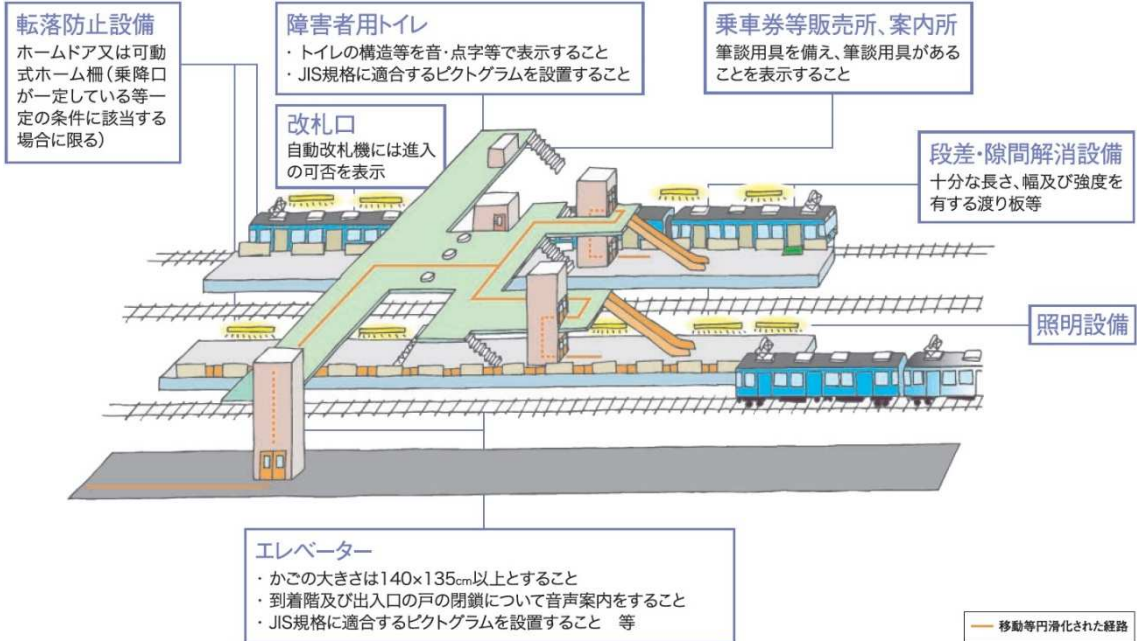 転落防止設備
ホームドア又は可動
式ホーム柵（乗降口
が一定している等一
定の条件に該当する
場合に限る）
障害者用トイレ
・トイレの構造等を音・点字等で表示すること
・JIS規格に適合するピクトグラムを設置すること
乗車券等販売所、案内所
筆談用具を備え、筆談用具がある
ことを表示すること
改札口
自動改札機には進入
の可否を表示
段差・隙間解消設備
十分な長さ、幅及び強度を
有する渡り板等
照明設備
エレベーター
・かごの大きさは140×135cm以上とすること
・到着階及び出入口の戸の閉鎖について音声案内をすること
・JIS規格に適合するピクトグラムを設置すること　等
移動等円滑化された経路